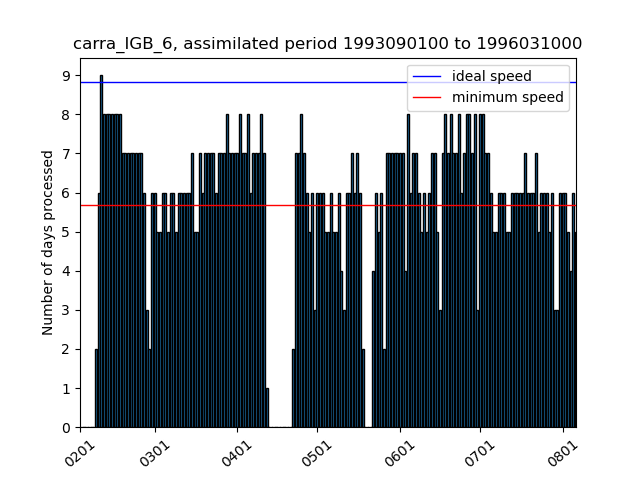 carra_IGB_6, assimilated period 1993090100 to 1996031000
ideal speed
minimum speed
Number of days processed
9
8
7
6
5
4
3
2
1
0
0201 0301 0401 0501 0601 0701 0801